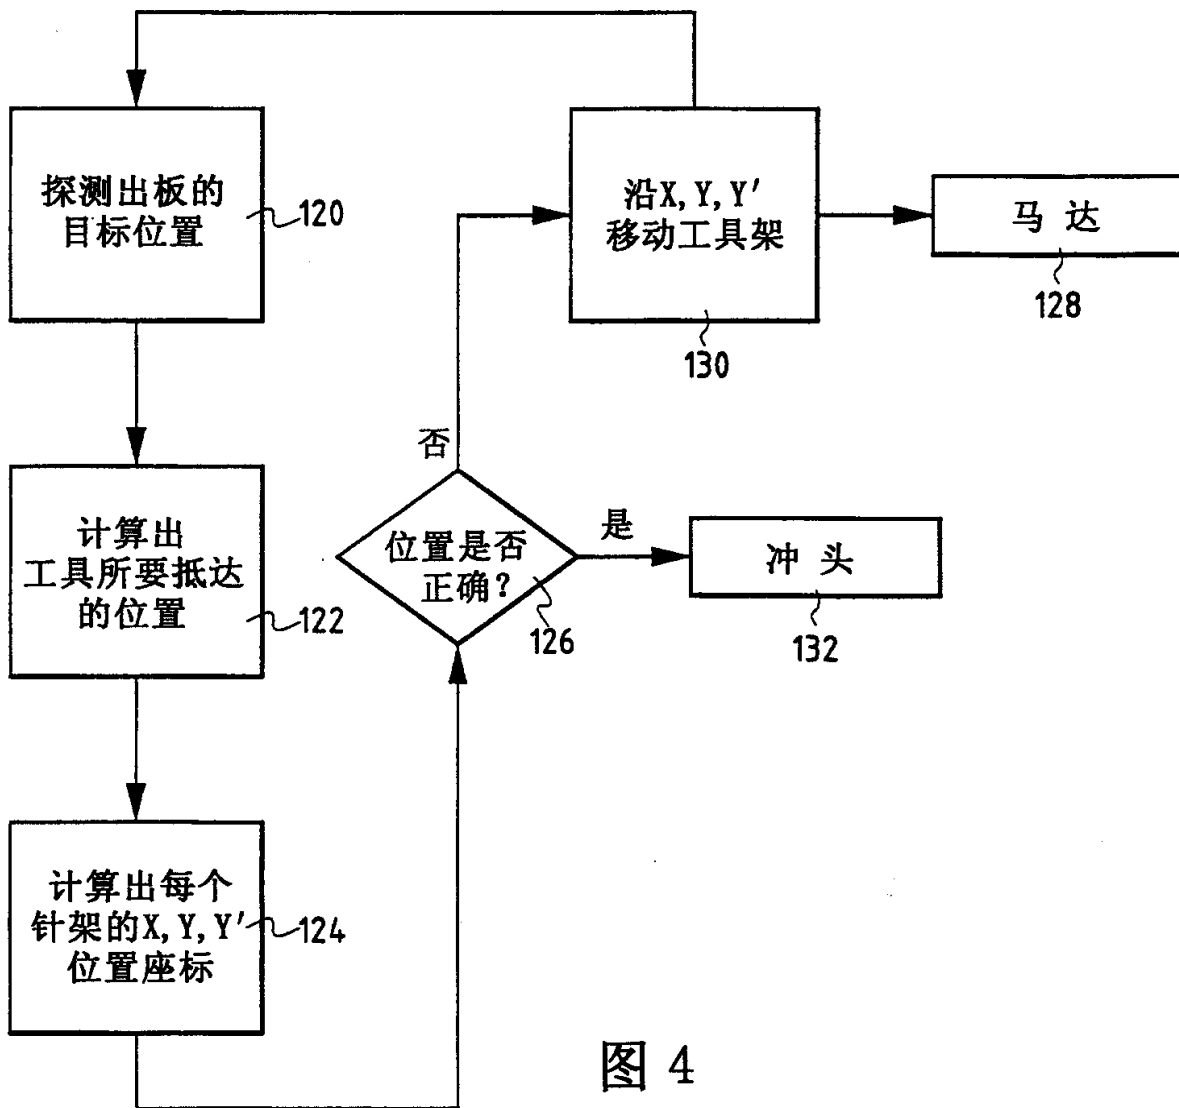 探测出板的
目标位置
120
计算出
工具所要抵达
的位置
122
计算出每个
针架的X,Y,Y'
位置座标
124
位置是否
正确?
126
否
是
沿X,Y,Y'
移动工具架
130
马达
128
冲头
132
图 4